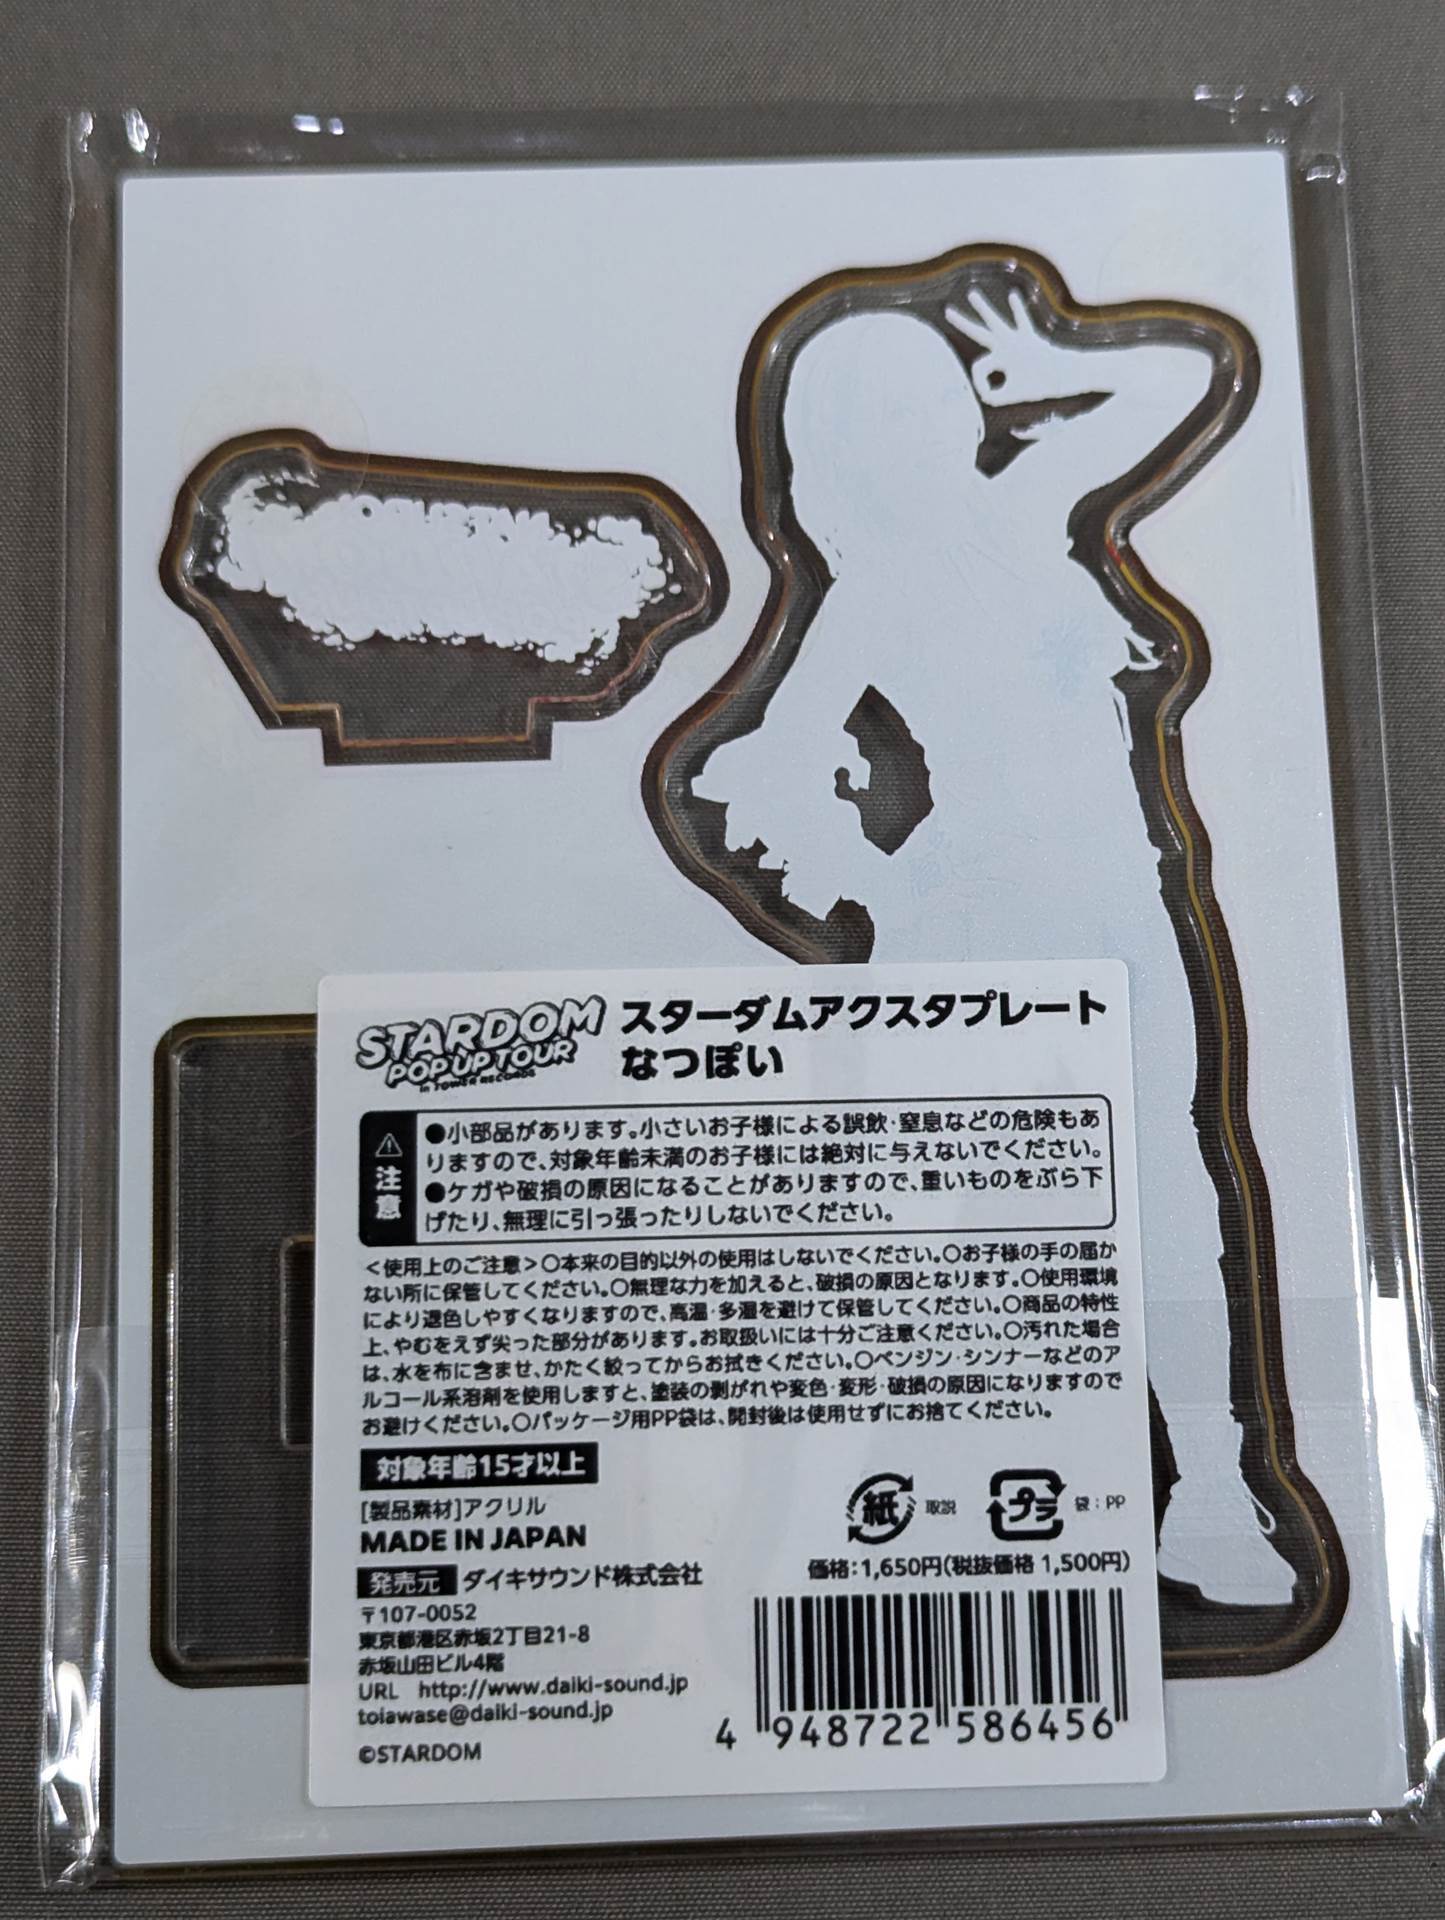 STARDOM
POP UP TOUR
in TOWER RECORDS
スターダムアクスタプレート
なつぽい
注意
●小部品があります。小さいお子様による誤飲・窒息などの危険もあ
りますので、対象年齢未満のお子様には絶対に与えないでください。
●ケガや破損の原因になることがありますので、重いものをぶら下
げたり、無理に引っ張ったりしないでください。
<使用上のご注意>○本来の目的以外の使用はしないでください。○お子様の手の届か
ない所に保管してください。○無理な力を加えると、破損の原因となります。○使用環境
により退色しやすくなりますので、高温・多湿を避けて保管してください。○商品の特性
上、やむをえず尖った部分があります。お取扱いには十分ご注意ください。○汚れた場合
は、水を布に含ませ、かたく絞ってからお拭きください。○ベンジン・シンナーなどのア
ルコール系溶剤を使用しますと、塗装の剥がれや変色・変形・破損の原因になりますので
お避けください。○パッケージ用PP袋は、開封後は使用せずにお捨てください。
対象年齢15才以上
[製品素材]アクリル
MADE IN JAPAN
紙 取説
プラ 袋:PP
価格:1,650円(税抜価格 1,500円)
発売元 ダイキサウンド株式会社
〒107-0052
東京都港区赤坂2丁目21-8
赤坂山田ビル4階
URL http://www.daiki-sound.jp
toiawase@daiki-sound.jp
©STARDOM
4 948722 586456